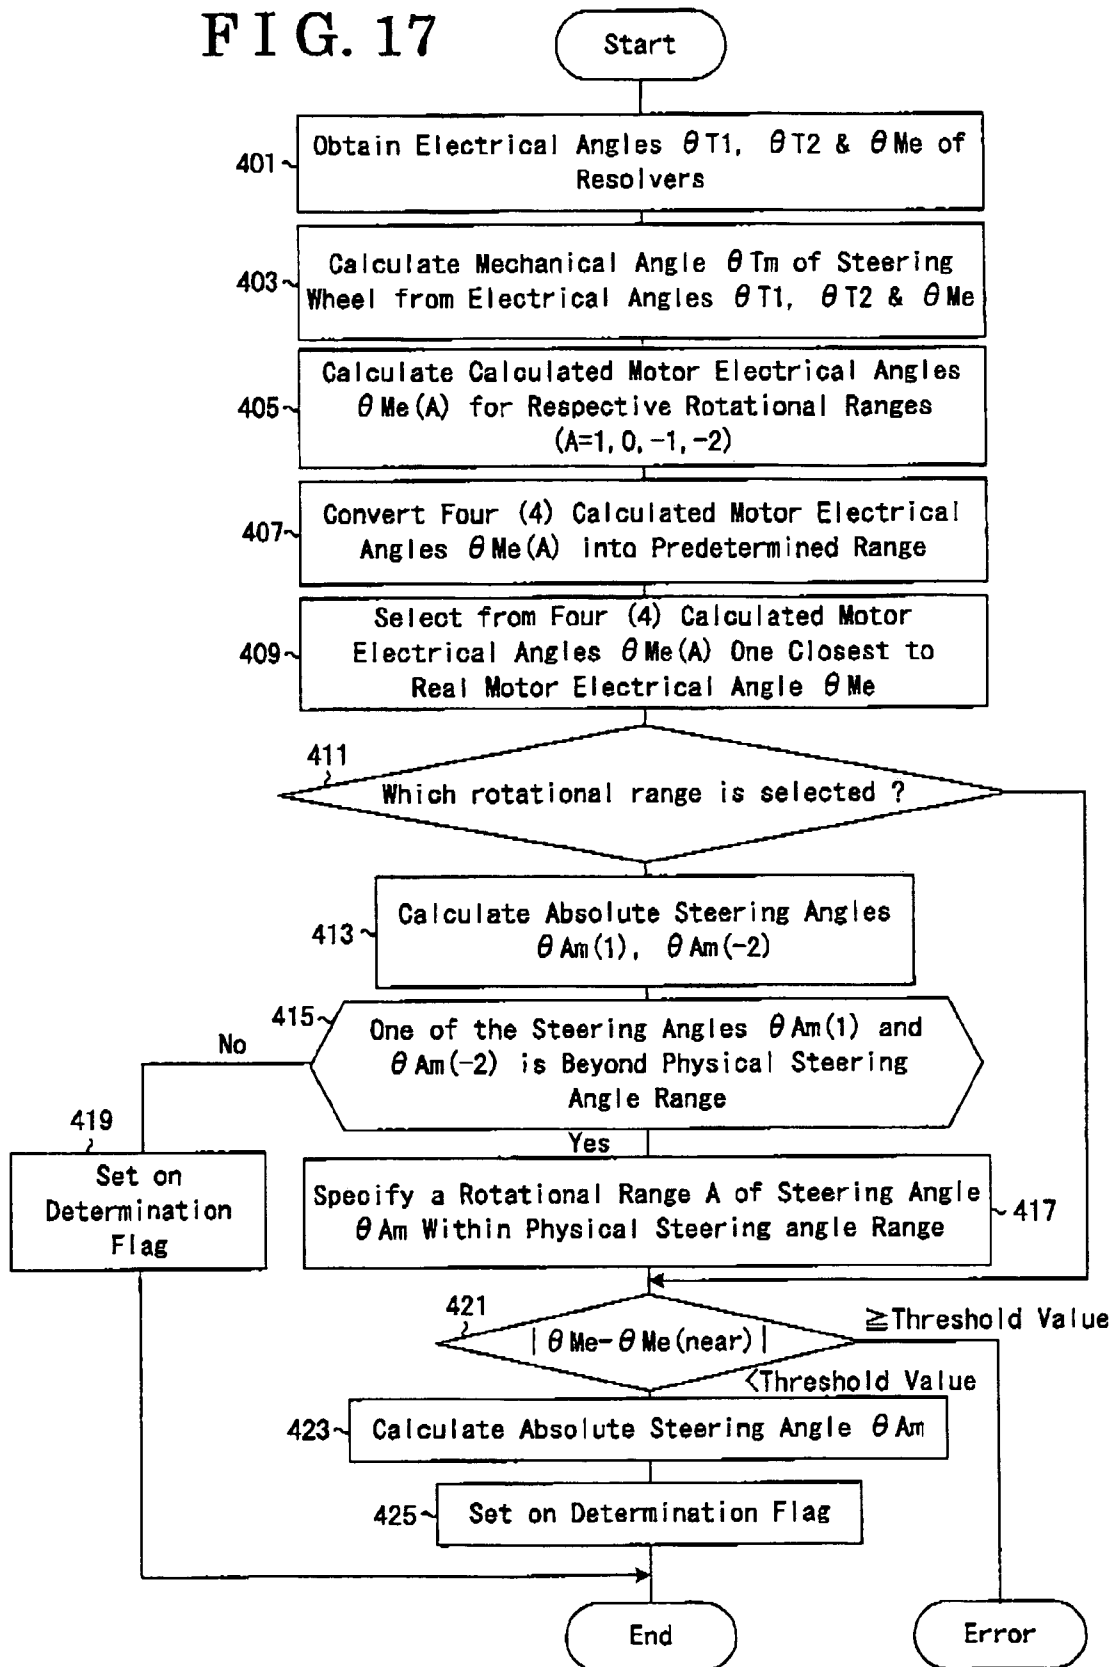 FIG. 17
Start
401
Obtain Electrical Angles θT1, θT2 & θMe of
Resolvers
403
Calculate Mechanical Angle θTm of Steering
Wheel from Electrical Angles θT1, θT2 & θMe
405
Calculate Calculated Motor Electrical Angles
θMe(A) for Respective Rotational Ranges
(A=1, 0, -1, -2)
407
Convert Four (4) Calculated Motor Electrical
Angles θMe(A) into Predetermined Range
409
Select from Four (4) Calculated Motor
Electrical Angles θMe(A) One Closest to
Real Motor Electrical Angle θMe
411
Which rotational range is selected ?
413
Calculate Absolute Steering Angles
θAm(1), θAm(-2)
415
One of the Steering Angles θAm(1) and
θAm(-2) is Beyond Physical Steering
Angle Range
No
Yes
419
Set on
Determination
Flag
Specify a Rotational Range A of Steering Angle
θAm Within Physical Steering angle Range
417
421
|θMe-θMe(near)|
≧Threshold Value
<Threshold Value
423
Calculate Absolute Steering Angle θAm
425
Set on Determination Flag
End
Error